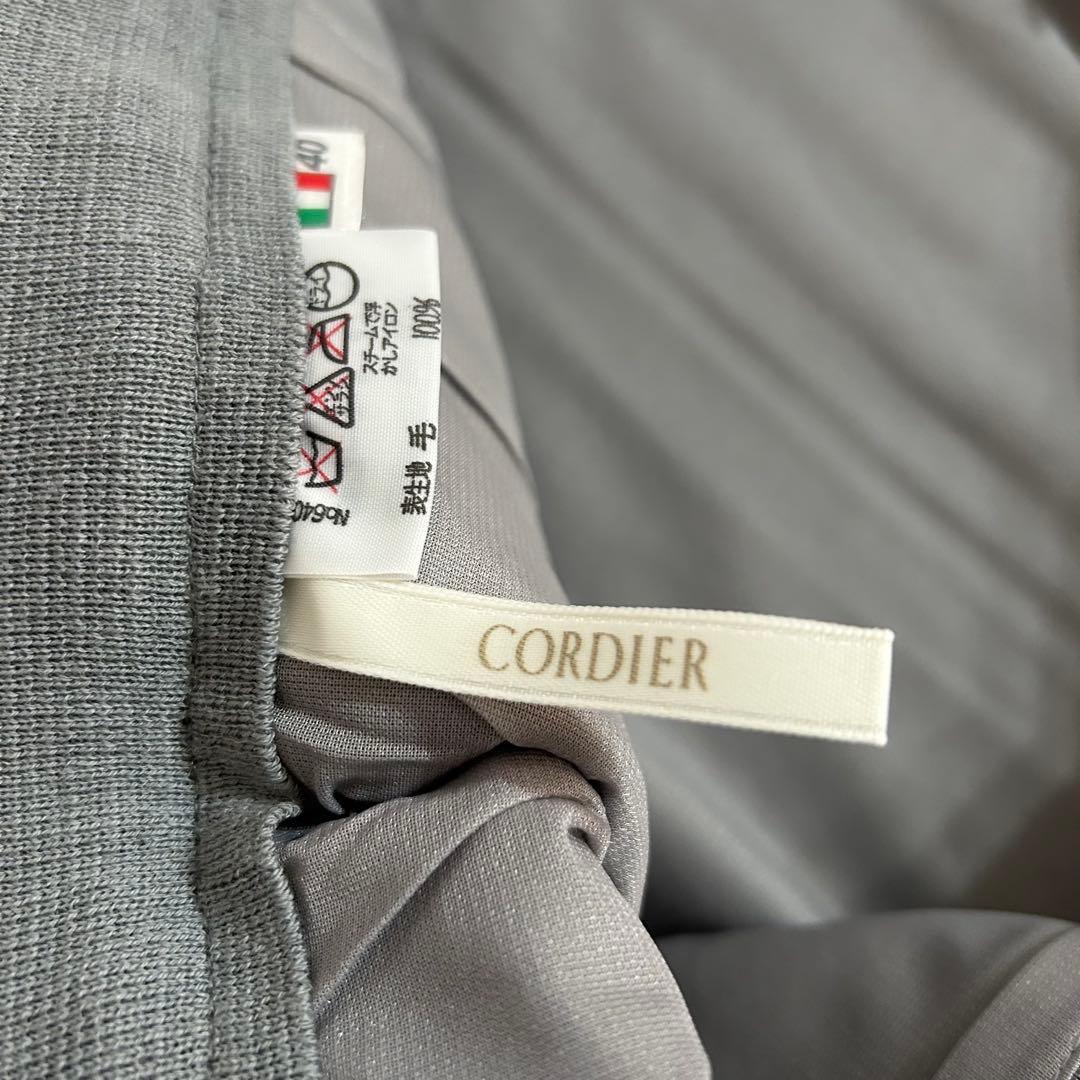 40
ドライ
スチームで浮
かしアイロン
表生地 毛 100%
No640
CORDIER